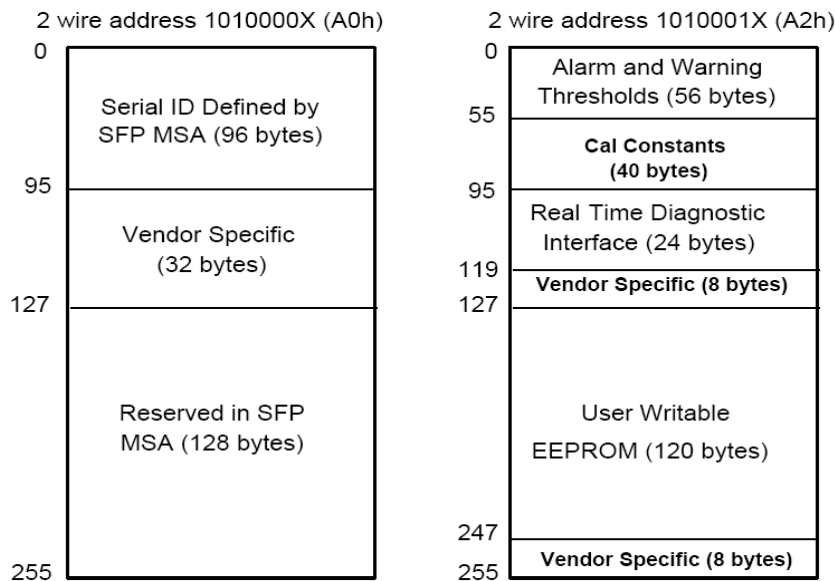 2 wire address 1010000X (A0h)
0
Serial ID Defined by
SFP MSA (96 bytes)
95
Vendor Specific
(32 bytes)
127
Reserved in SFP
MSA (128 bytes)
255
2 wire address 1010001X (A2h)
0
Alarm and Warning
Thresholds (56 bytes)
55
Cal Constants
(40 bytes)
95
Real Time Diagnostic
Interface (24 bytes)
119
Vendor Specific (8 bytes)
127
User Writable
EEPROM (120 bytes)
247
Vendor Specific (8 bytes)
255